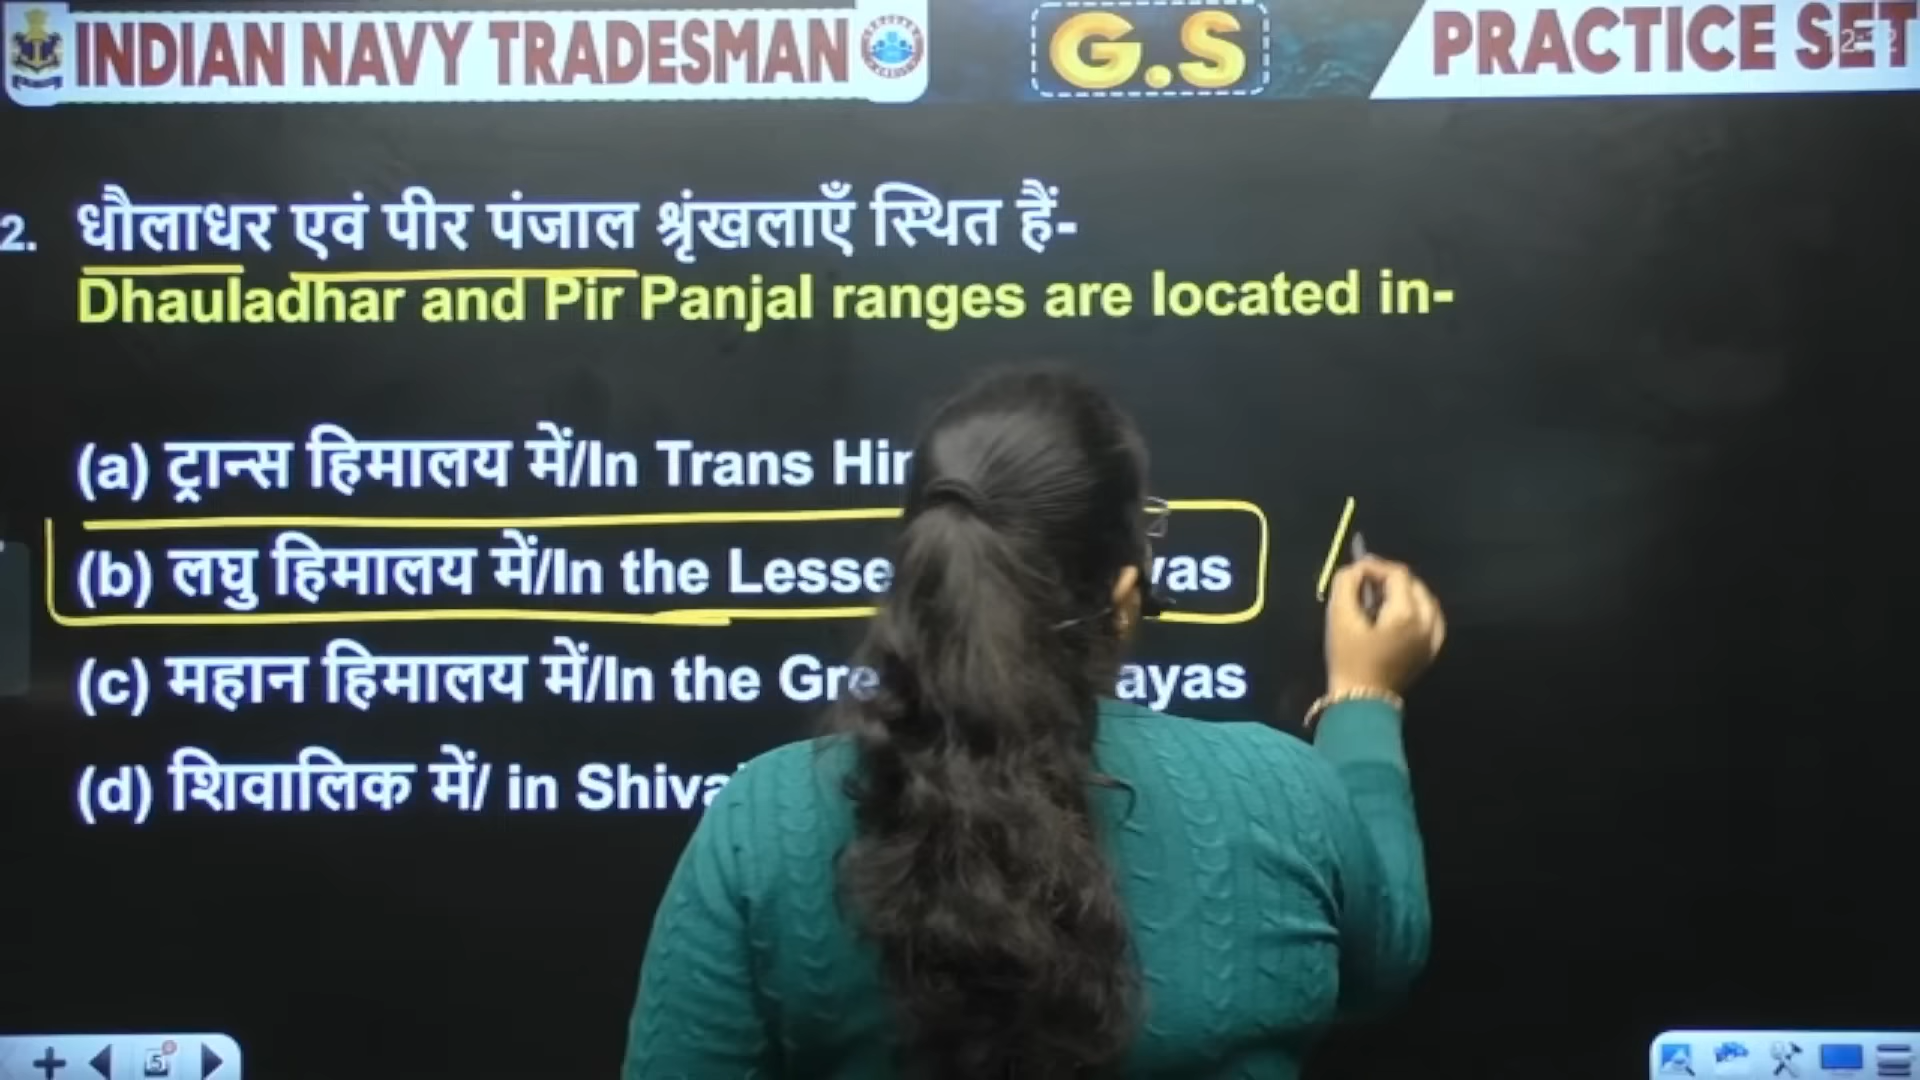 INDIAN NAVY TRADESMAN
G.S
PRACTICE SET
2. धौलाधर एवं पीर पंजाल श्रृंखलाएँ स्थित हैं-
Dhauladhar and Pir Panjal ranges are located in-
(a) ट्रान्स हिमालय में/In Trans
(b) लघु हिमालय में/In the
(c) महान हिमालय में/In the
(d) शिवालिक में/ in
5